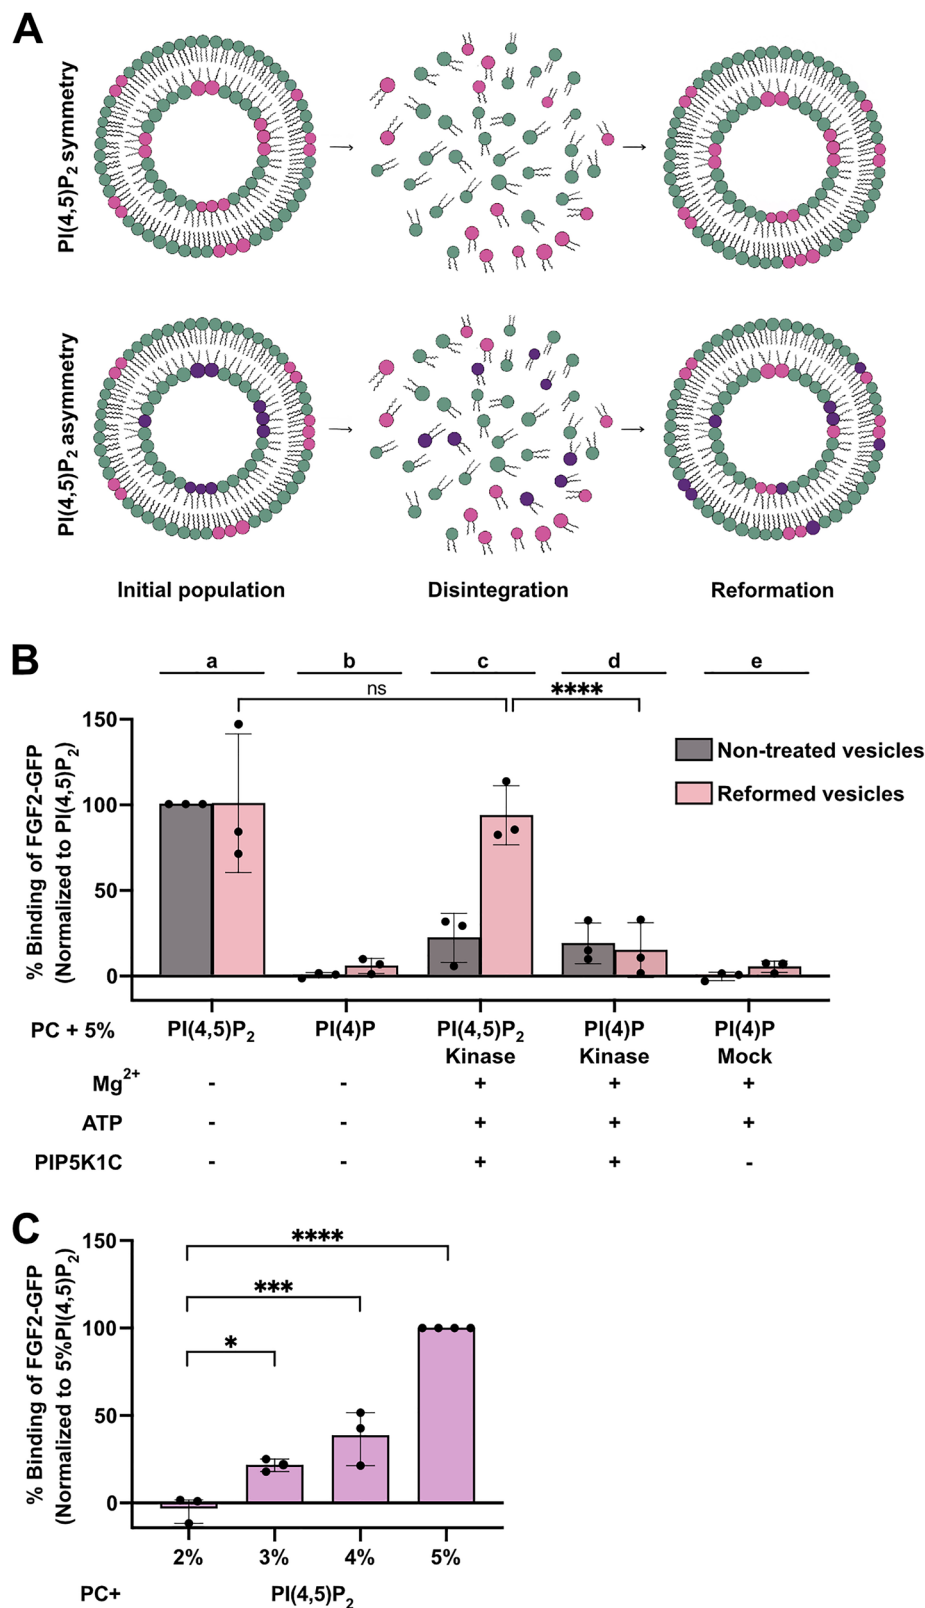 A
PI(4,5)P2 symmetry
PI(4,5)P2 asymmetry
Initial population
Disintegration
Reformation
B
a b c d e
ns
****
% Binding of FGF2-GFP
(Normalized to PI(4,5)P2)
150
100
50
0
Non-treated vesicles
Reformed vesicles
PC + 5% PI(4,5)P2 PI(4)P PI(4,5)P2 PI(4)P PI(4)P
Kinase Kinase Mock
Mg2+ - - + + +
ATP - - + + +
PIP5K1C - - + + -
C
% Binding of FGF2-GFP
(Normalized to 5%PI(4,5)P2)
150
100
50
0
****
***
*
2% 3% 4% 5%
PC+ PI(4,5)P2